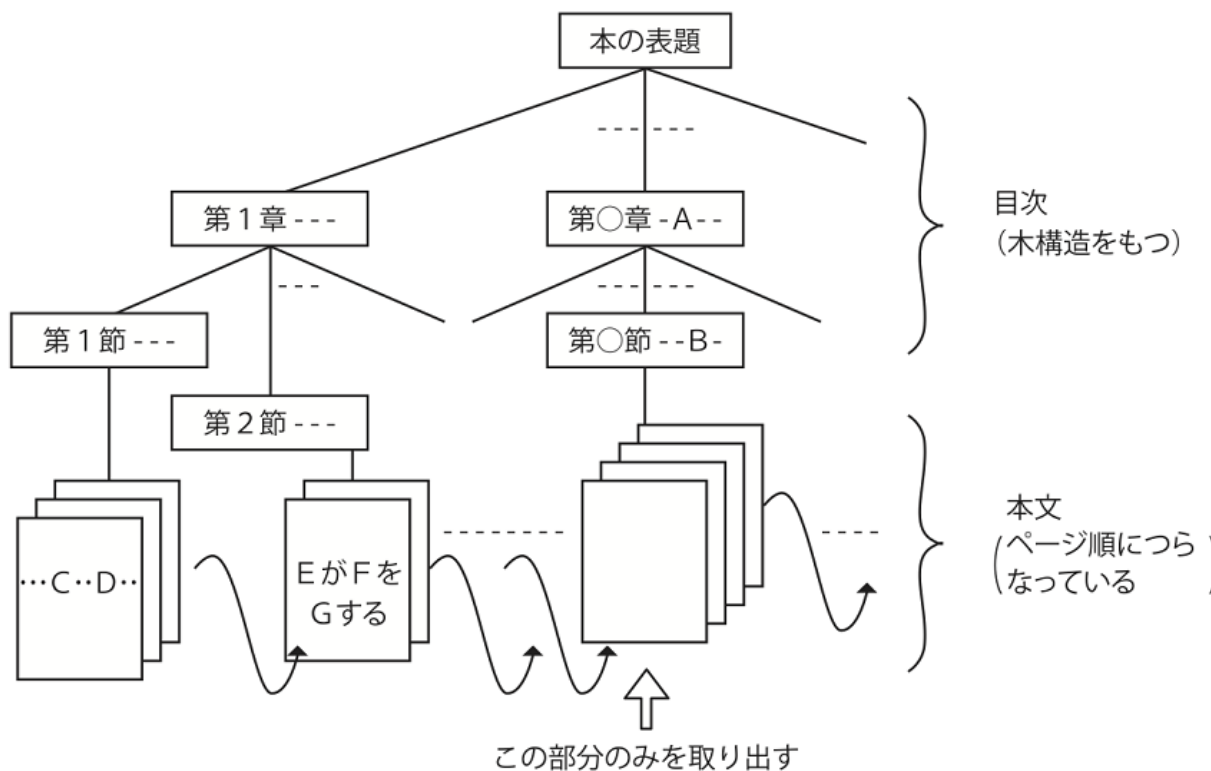 本の表題
第1章---
第○章-A--
目次
(木構造をもつ)
第1節---
第○節--B-
第2節---
本文
(ページ順につら
なっている)
…C‥D‥
EがFを
Gする
この部分のみを取り出す